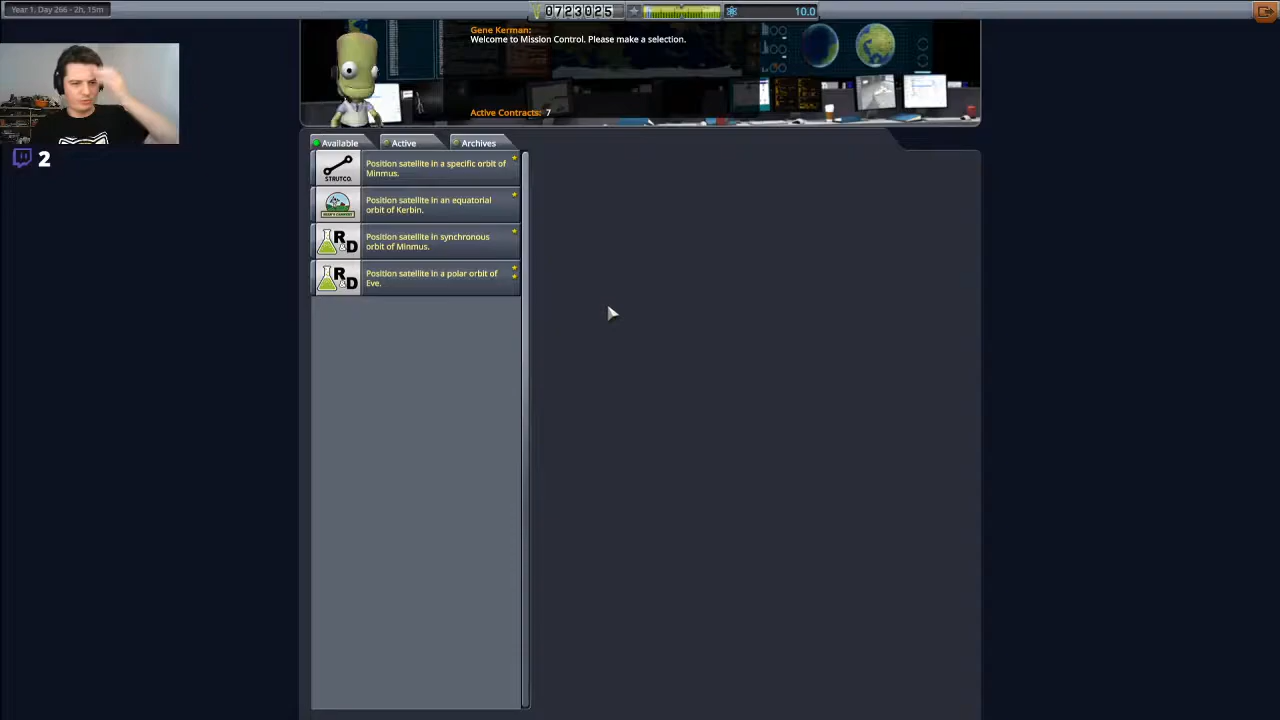 Year 1, Day 266 - 2h, 15m
0723025
10.0
Gene Kerman:
Welcome to Mission Control. Please make a selection.
Active Contracts: 7
2
Available
Active
Archives
STRUTCO.
Position satellite in a specific orbit of
Minmus.
Position satellite in an equatorial
orbit of Kerbin.
R&D
Position satellite in synchronous
orbit of Minmus.
R&D
Position satellite in a polar orbit of
Eve.